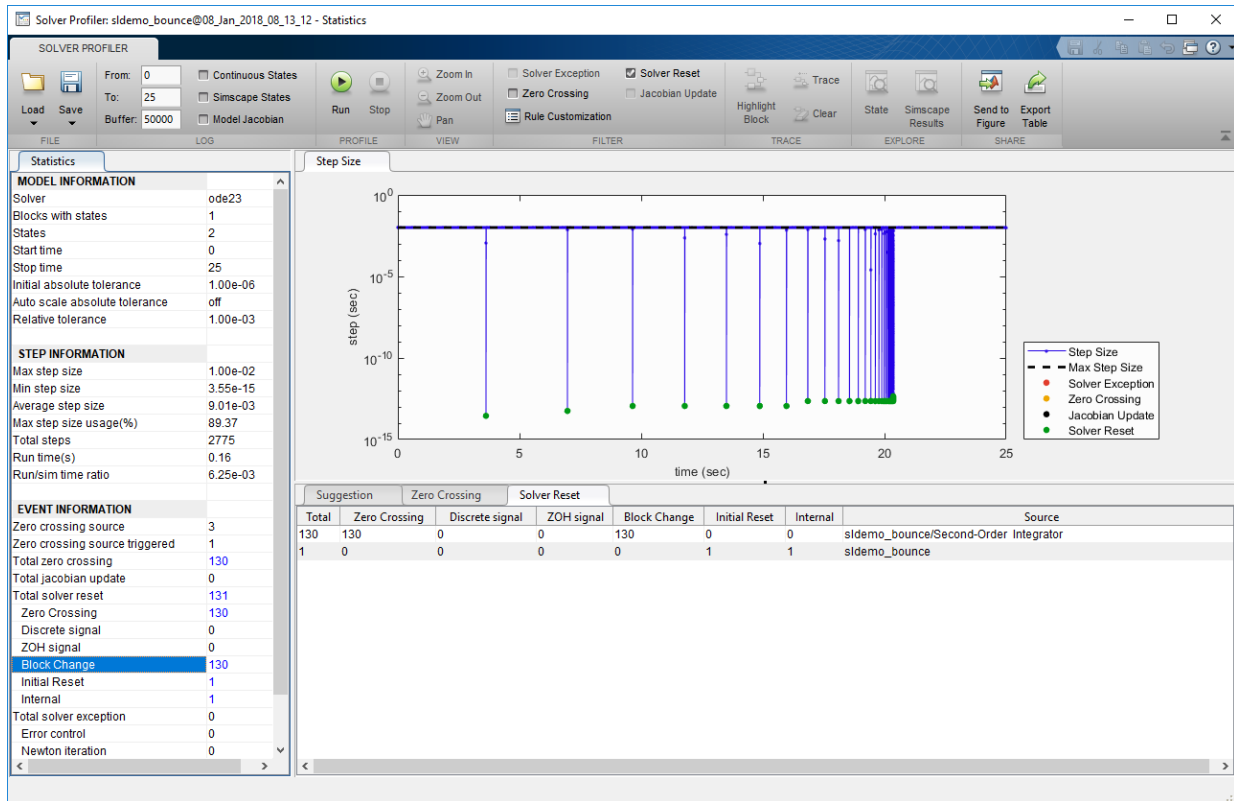 Solver Profiler: sldemo_bounce@08_Jan_2018_08_13_12 - Statistics
SOLVER PROFILER
Load
Save
FILE
From: 0
To: 25
Buffer: 50000
Continuous States
Simscape States
Model Jacobian
LOG
Run
Stop
PROFILE
Zoom In
Zoom Out
Pan
VIEW
Solver Exception
Solver Reset
Zero Crossing
Jacobian Update
Rule Customization
FILTER
Highlight
Block
Trace
Clear
TRACE
State
Simscape
Results
EXPLORE
Send to
Figure
Export
Table
SHARE
Statistics
MODEL INFORMATION
Solver ode23
Blocks with states 1
States 2
Start time 0
Stop time 25
Initial absolute tolerance 1.00e-06
Auto scale absolute tolerance off
Relative tolerance 1.00e-03
STEP INFORMATION
Max step size 1.00e-02
Min step size 3.55e-15
Average step size 9.01e-03
Max step size usage(%) 89.37
Total steps 2775
Run time(s) 0.16
Run/sim time ratio 6.25e-03
EVENT INFORMATION
Zero crossing source 3
Zero crossing source triggered 1
Total zero crossing 130
Total jacobian update 0
Total solver reset 131
Zero Crossing 130
Discrete signal 0
ZOH signal 0
Block Change 130
Initial Reset 1
Internal 1
Total solver exception 0
Error control 0
Newton iteration 0
Step Size
step (sec)
10^0
10^-5
10^-10
10^-15
0 5 10 15 20 25
time (sec)
Step Size
Max Step Size
Solver Exception
Zero Crossing
Jacobian Update
Solver Reset
Suggestion Zero Crossing Solver Reset
Total Zero Crossing Discrete signal ZOH signal Block Change Initial Reset Internal Source
130 130 0 0 130 0 0 sldemo_bounce/Second-Order Integrator
1 0 0 0 0 1 1 sldemo_bounce